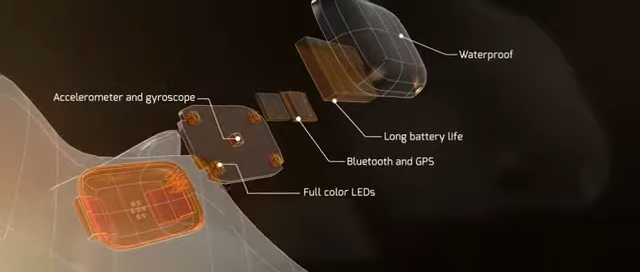 Waterproof
Accelerometer and gyroscope
Long battery life
Bluetooth and GPS
Full color LEDs